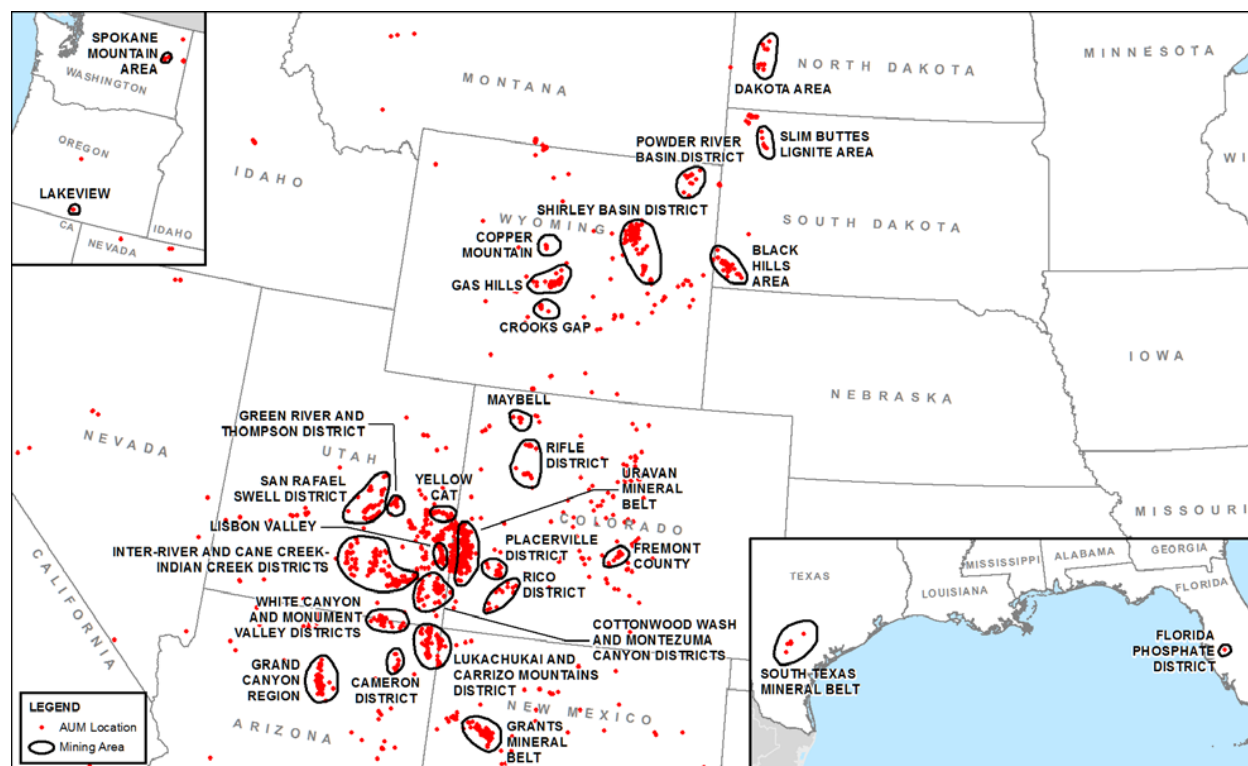 SPOKANE
MOUNTAIN
AREA
WASHINGTON
OREGON
LAKEVIEW
CA
NEVADA
IDAHO
MONTANA
NORTH DAKOTA
DAKOTA AREA
MINNESOTA
SLIM BUTTES
LIGNITE AREA
WI
IDAHO
POWDER RIVER
BASIN DISTRICT
SHIRLEY BASIN DISTRICT
WYOMING
COPPER
MOUNTAIN
GAS HILLS
CROOKS GAP
SOUTH DAKOTA
BLACK
HILLS
AREA
IOWA
NEBRASKA
NEVADA
UTAH
MAYBELL
GREEN RIVER AND
THOMPSON DISTRICT
RIFLE
DISTRICT
SAN RAFAEL
SWELL DISTRICT
YELLOW
CAT
URAVAN
MINERAL
BELT
LISBON VALLEY
COLORADO
MISSOURI
INTER-RIVER AND CANE CREEK-
INDIAN CREEK DISTRICTS
PLACERVILLE
DISTRICT
FREMONT
COUNTY
RICO
DISTRICT
CALIFORNIA
WHITE CANYON
AND MONUMENT
VALLEY DISTRICTS
COTTONWOOD WASH
AND MONTEZUMA
CANYON DISTRICTS
GRAND
CANYON
REGION
CAMERON
DISTRICT
LUKACHUKAI AND
CARRIZO MOUNTAINS
DISTRICT
ARIZONA
NEW MEXICO
GRANTS
MINERAL
BELT
LEGEND
AUM Location
Mining Area
TEXAS
LOUISIANA
MISSISSIPPI
ALABAMA
GEORGIA
FLORIDA
SOUTH TEXAS
MINERAL BELT
FLORIDA
PHOSPHATE
DISTRICT